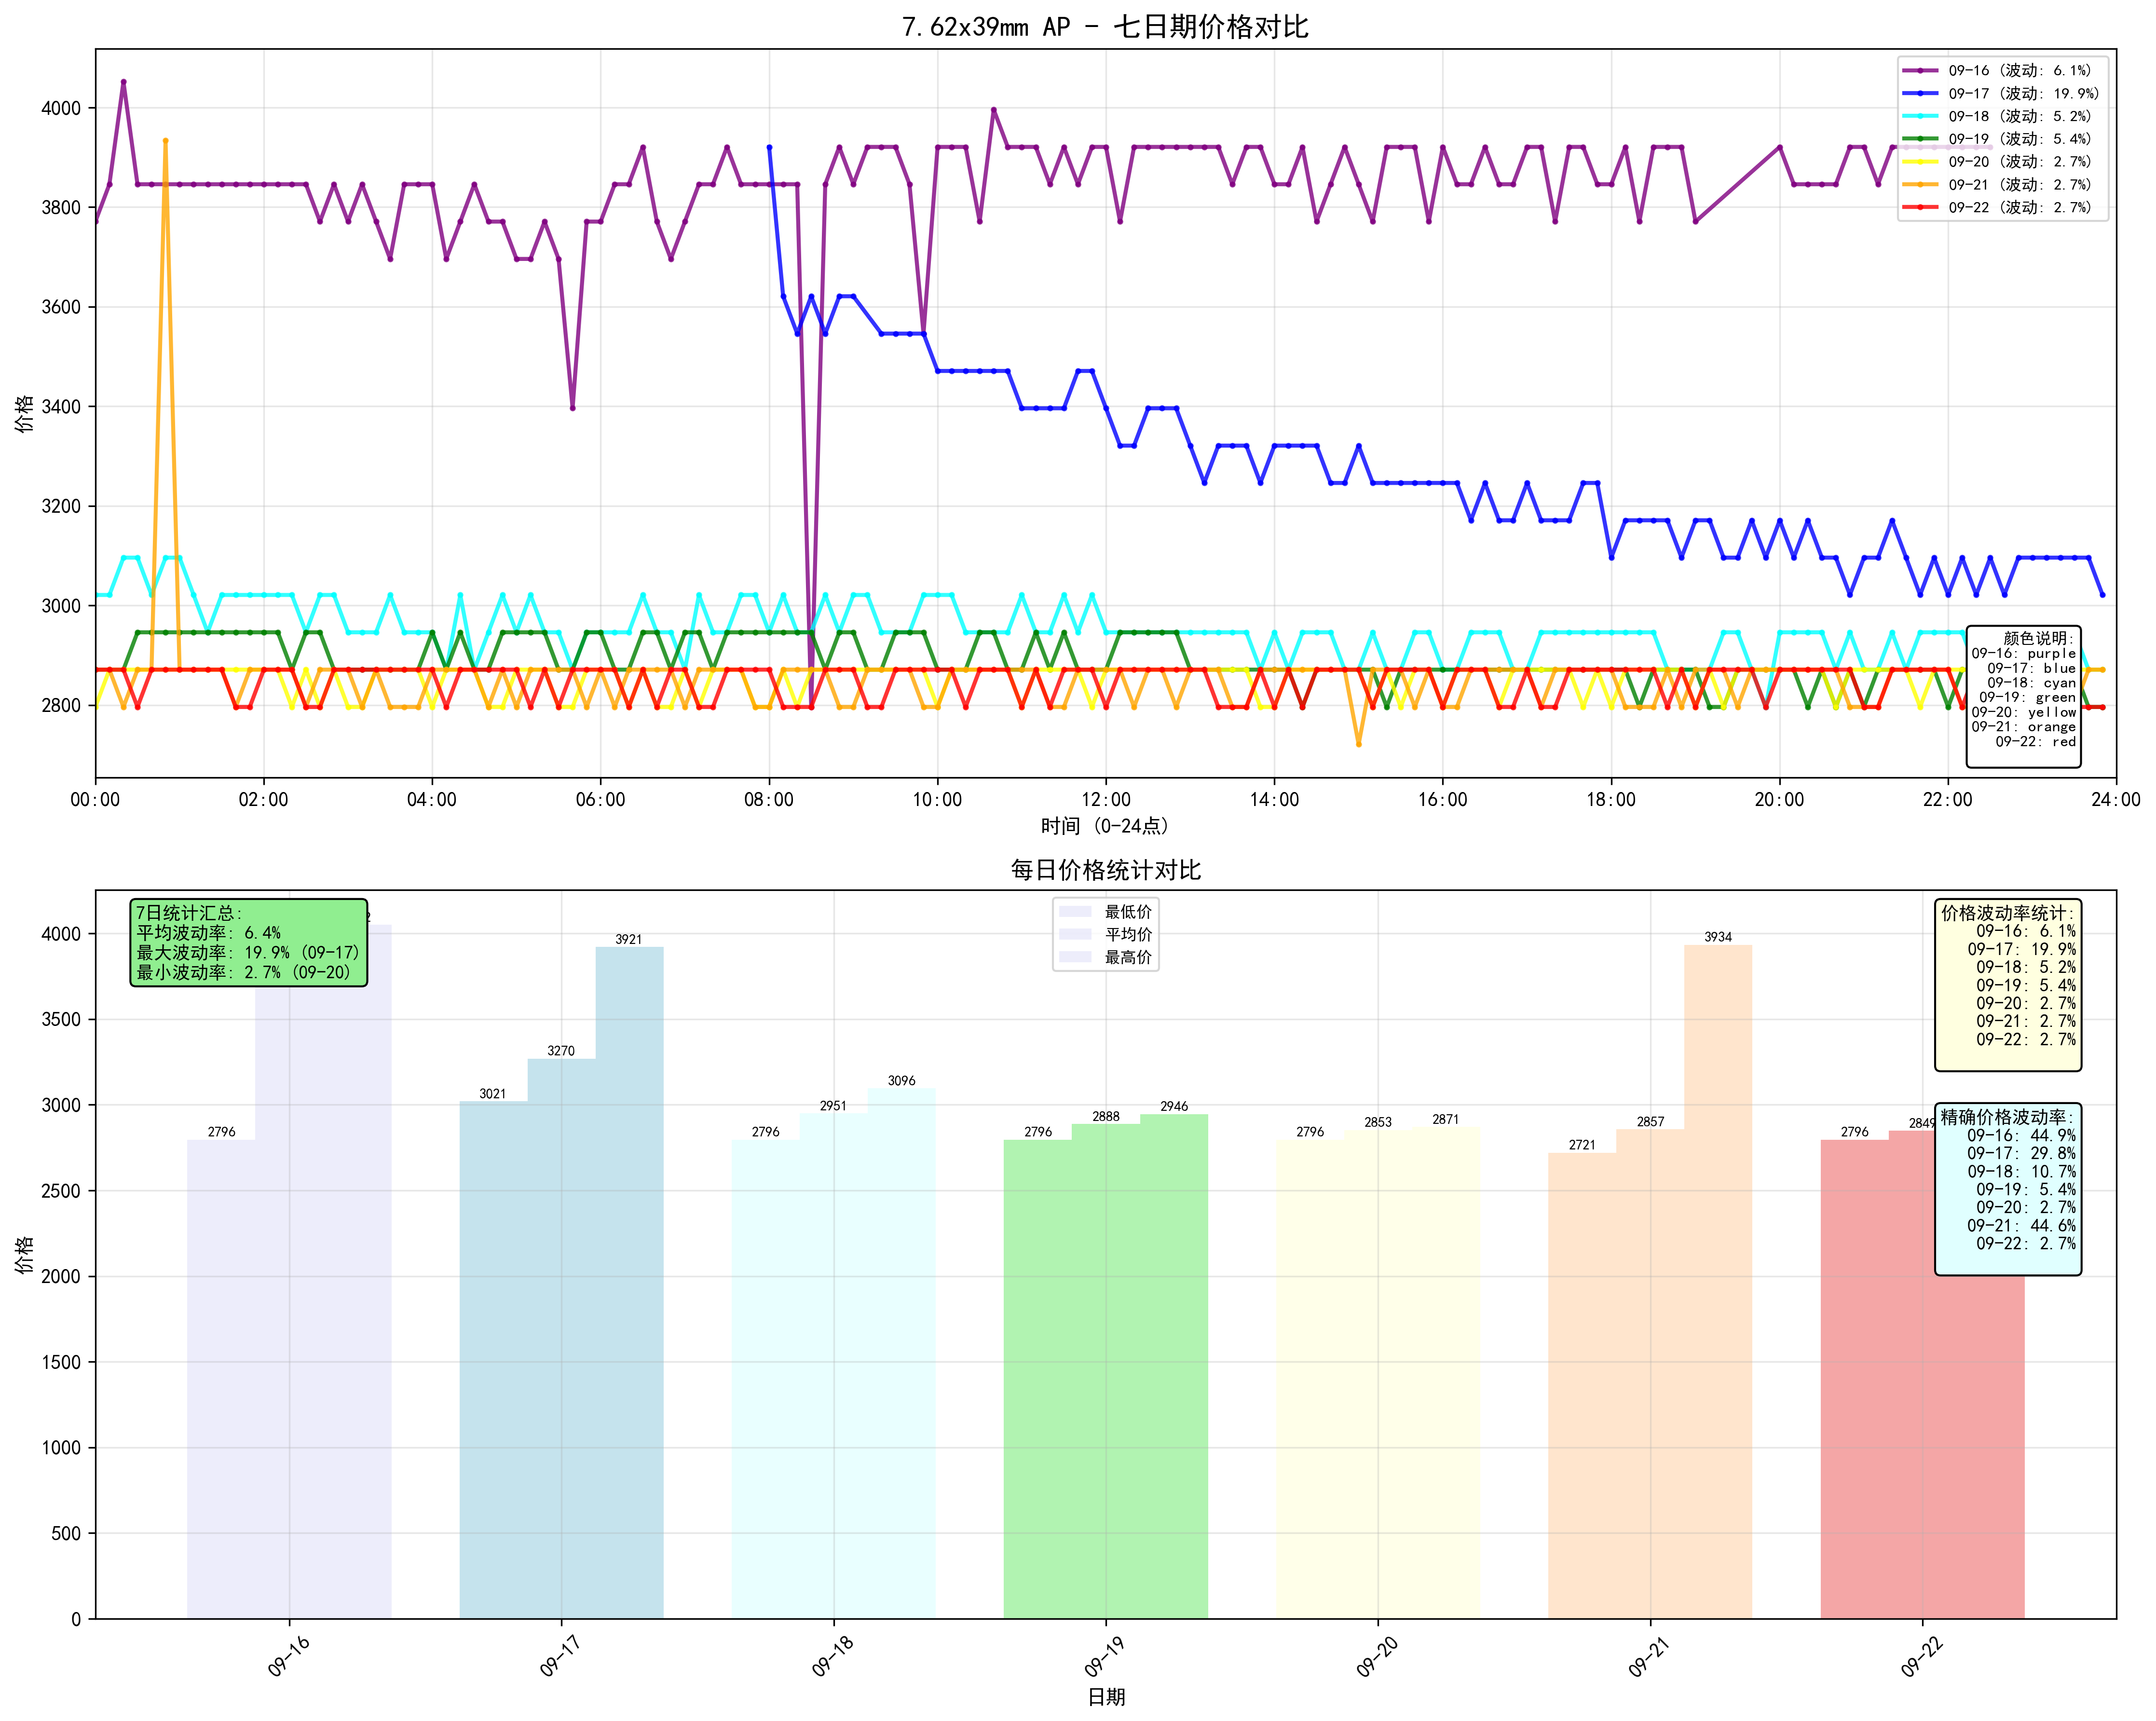 7.62x39mm AP - 七日期价格对比
09-16 (波动: 6.1%)
09-17 (波动: 19.9%)
09-18 (波动: 5.2%)
09-19 (波动: 5.4%)
09-20 (波动: 2.7%)
09-21 (波动: 2.7%)
09-22 (波动: 2.7%)
价格
4000
3800
3600
3400
3200
3000
2800
颜色说明:
09-16: purple
09-17: blue
09-18: cyan
09-19: green
09-20: yellow
09-21: orange
09-22: red
00:00 02:00 04:00 06:00 08:00 10:00 12:00 14:00 16:00 18:00 20:00 22:00 24:00
时间 (0-24点)
每日价格统计对比
7日统计汇总:
平均波动率: 6.4%
最大波动率: 19.9% (09-17)
最小波动率: 2.7% (09-20)
最低价
平均价
最高价
价格波动率统计:
09-16: 6.1%
09-17: 19.9%
09-18: 5.2%
09-19: 5.4%
09-20: 2.7%
09-21: 2.7%
09-22: 2.7%
精确价格波动率:
09-16: 44.9%
09-17: 29.8%
09-18: 10.7%
09-19: 5.4%
09-20: 2.7%
09-21: 44.6%
09-22: 2.7%
价格
4000
3500
3000
2500
2000
1500
1000
500
0
2796
3021 3270 3921
2796 2951 3096
2796 2888 2946
2796 2853 2871
2721 2857 3934
2796 2849
09-16 09-17 09-18 09-19 09-20 09-21 09-22
日期